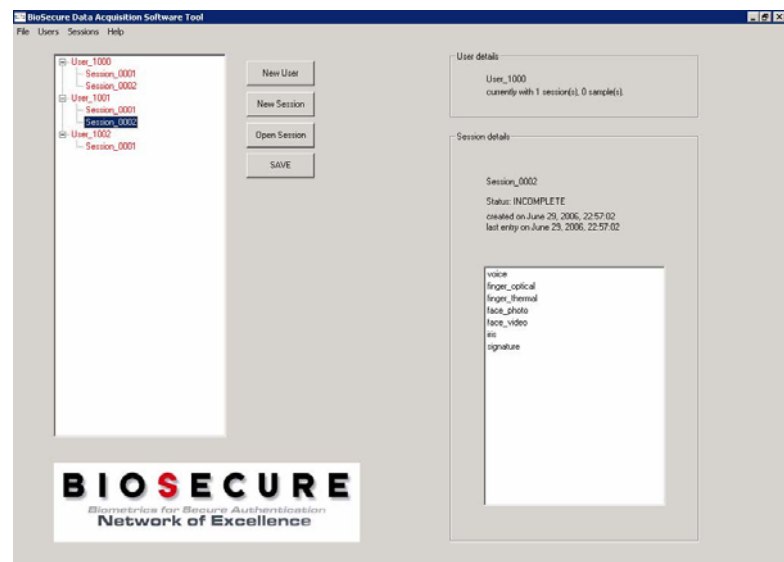 BioSecure Data Acquisition Software Tool
File Users Sessions Help
User_1000
Session_0001
Session_0002
User_1001
Session_0001
Session_0002
User_1002
Session_0001
New User
New Session
Open Session
SAVE
User details
User_1000
currently with 1 session(s), 0 sample(s).
Session details
Session_0002
Status: INCOMPLETE
created on June 29, 2006, 22:57:02
last entry on June 29, 2006, 22:57:02
voice
finger_optical
finger_thermal
face_photo
face_video
iris
signature
BIOSECURE
Biometrics for Secure Authentication
Network of Excellence